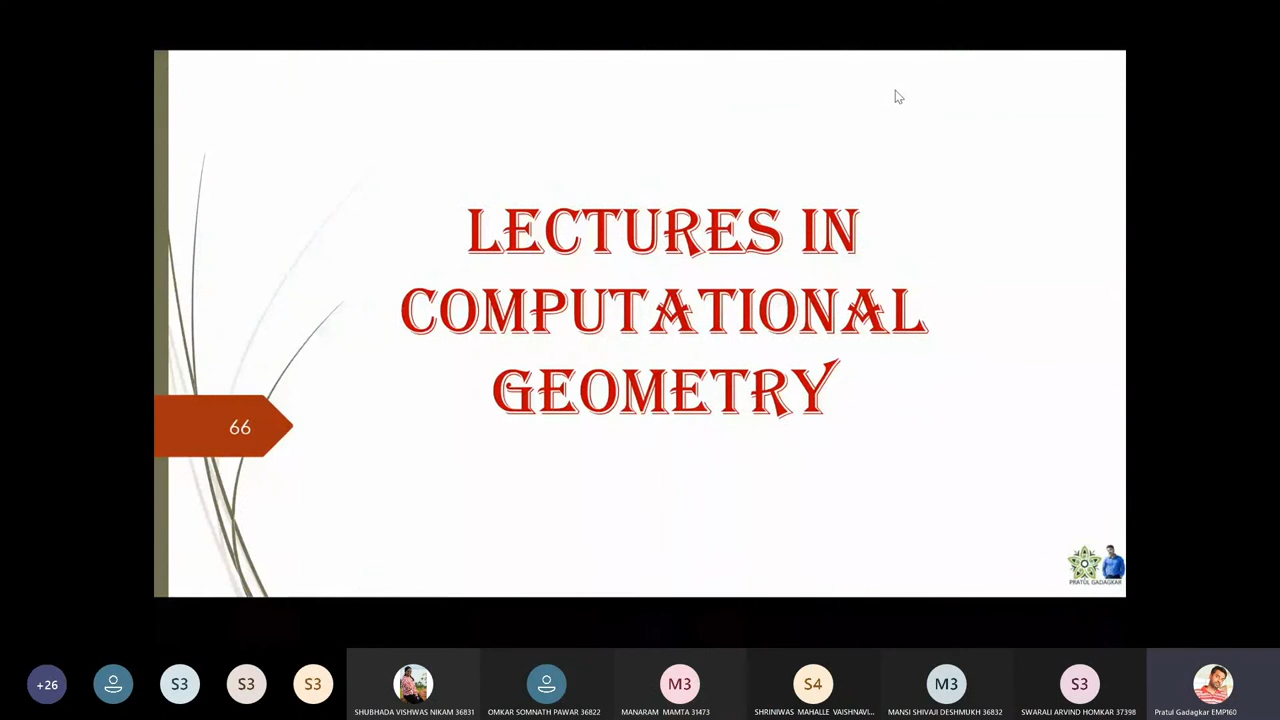 LECTURES IN
COMPUTATIONAL
GEOMETRY
66
PRATUL GADAGKAR
+26
S3
S3
S3
M3
S4
M3
S3
SHUBHADA VISHWAS NIKAM 36831
OMKAR SOMNATH PAWAR 36822
MANARAM MAMTA 31473
SHRINIWAS MAHALLE VAISHNAVI...
MANSI SHIVAJI DESHMUKH 36832
SWARALI ARVIND HOMKAR 37398
Pratul Gadagkar EMP160